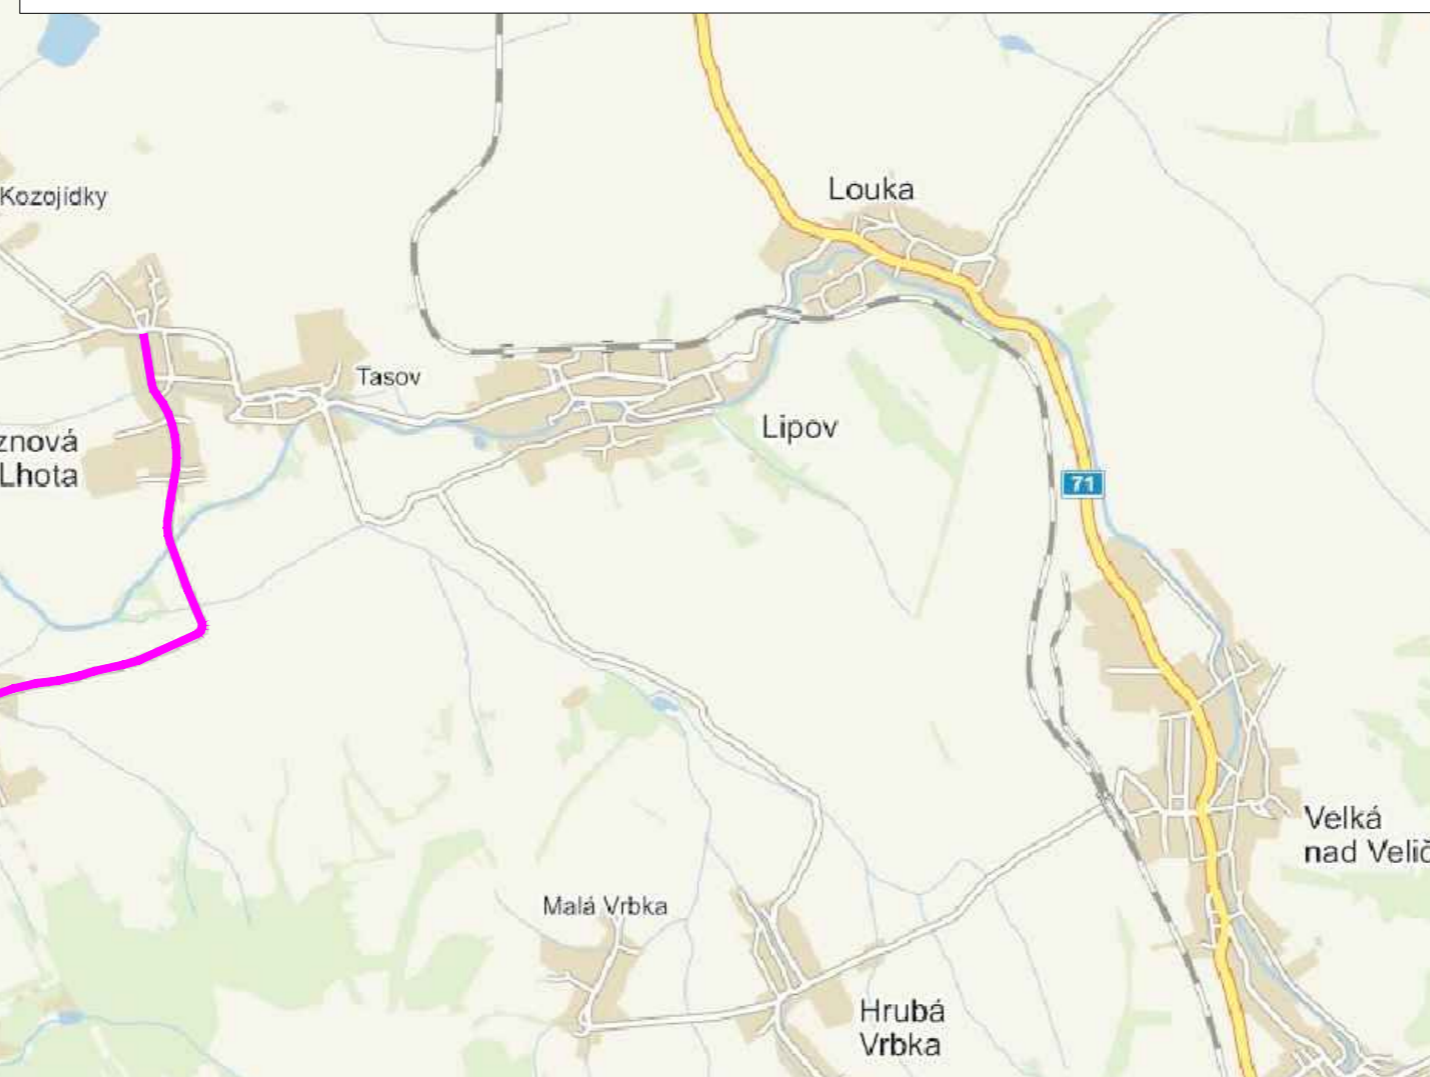 Louka
Kozojídky
Tasov
znová
Lhota
Lipov
71
Velká
nad Velič
Malá Vrbka
Hrubá
Vrbka